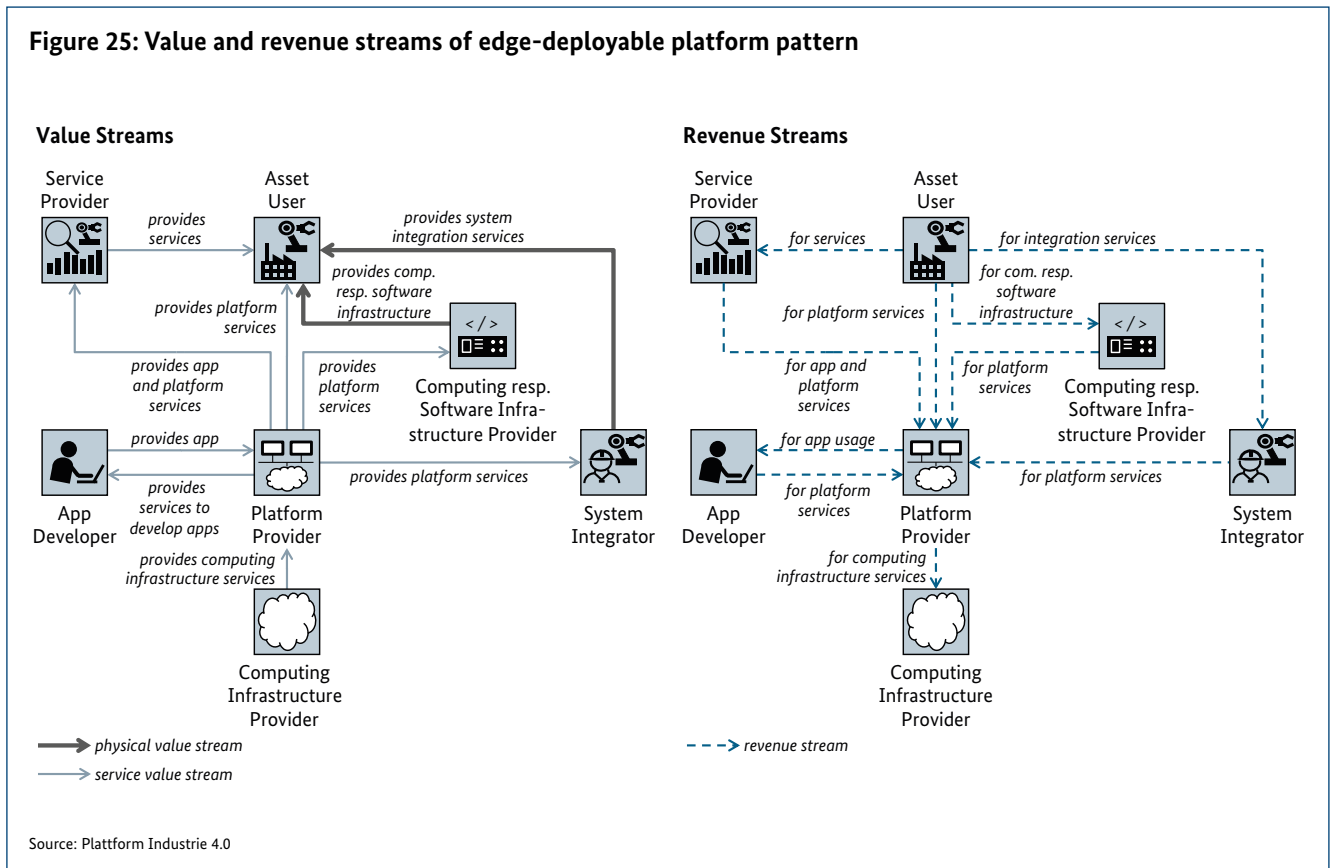 Figure 25: Value and revenue streams of edge-deployable platform pattern
Value Streams
Service
Provider
Asset
User
provides
services
provides system
integration services
provides comp.
resp. software
infrastructure
provides platform
services
</>
provides app
and platform
services
provides
platform
services
Computing resp.
Software Infra-
structure Provider
provides app
provides platform services
provides
services to
develop apps
App
Developer
Platform
Provider
System
Integrator
provides computing
infrastructure services
Computing
Infrastructure
Provider
physical value stream
service value stream
Revenue Streams
Service
Provider
Asset
User
for services
for integration services
for com. resp.
software
infrastructure
for platform services
</>
for app and
platform
services
for platform
services
Computing resp.
Software Infra-
structure Provider
for app usage
for platform
services
for platform services
App
Developer
Platform
Provider
System
Integrator
for computing
infrastructure services
Computing
Infrastructure
Provider
revenue stream
Source: Plattform Industrie 4.0